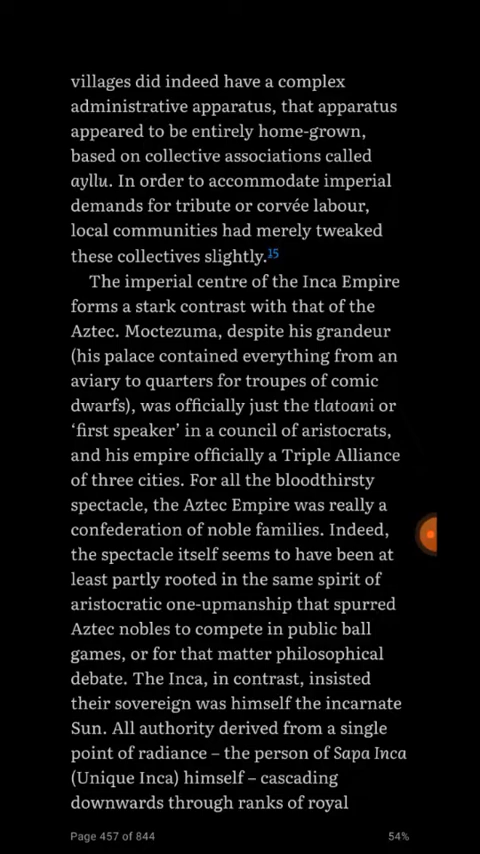 villages did indeed have a complex
administrative apparatus, that apparatus
appeared to be entirely home-grown,
based on collective associations called
ayllu. In order to accommodate imperial
demands for tribute or corvée labour,
local communities had merely tweaked
these collectives slightly.15
The imperial centre of the Inca Empire
forms a stark contrast with that of the
Aztec. Moctezuma, despite his grandeur
(his palace contained everything from an
aviary to quarters for troupes of comic
dwarfs), was officially just the tlatoani or
‘first speaker’ in a council of aristocrats,
and his empire officially a Triple Alliance
of three cities. For all the bloodthirsty
spectacle, the Aztec Empire was really a
confederation of noble families. Indeed,
the spectacle itself seems to have been at
least partly rooted in the same spirit of
aristocratic one-upmanship that spurred
Aztec nobles to compete in public ball
games, or for that matter philosophical
debate. The Inca, in contrast, insisted
their sovereign was himself the incarnate
Sun. All authority derived from a single
point of radiance – the person of Sapa Inca
(Unique Inca) himself – cascading
downwards through ranks of royal
Page 457 of 844
54%